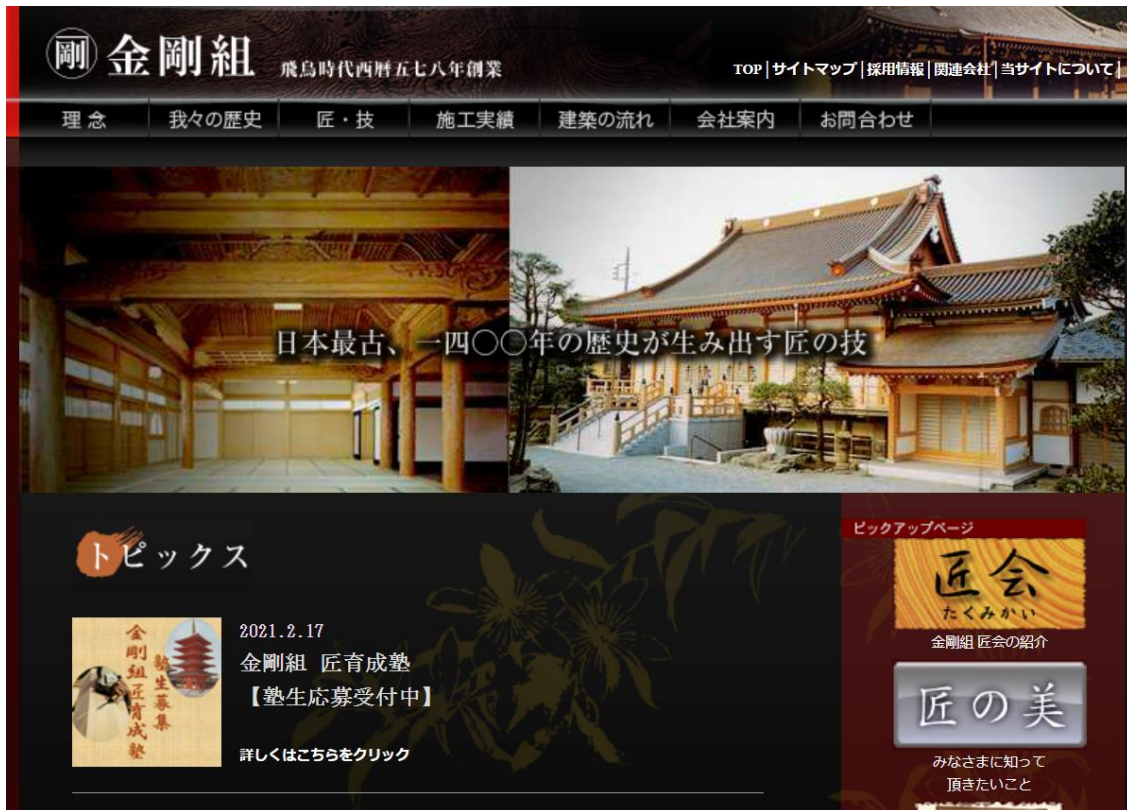 剛 金剛組 飛鳥時代西暦五七八年創業
TOP|サイトマップ|採用情報|関連会社|当サイトについて|
理念 我々の歴史 匠・技 施工実績 建築の流れ 会社案内 お問合わせ
日本最古、一四〇〇年の歴史が生み出す匠の技
トピックス
金剛組匠育成塾
塾生募集
2021.2.17
金剛組 匠育成塾
【塾生応募受付中】
詳しくはこちらをクリック
ピックアップページ
匠会
たくみかい
金剛組 匠会の紹介
匠の美
みなさまに知って
頂きたいこと